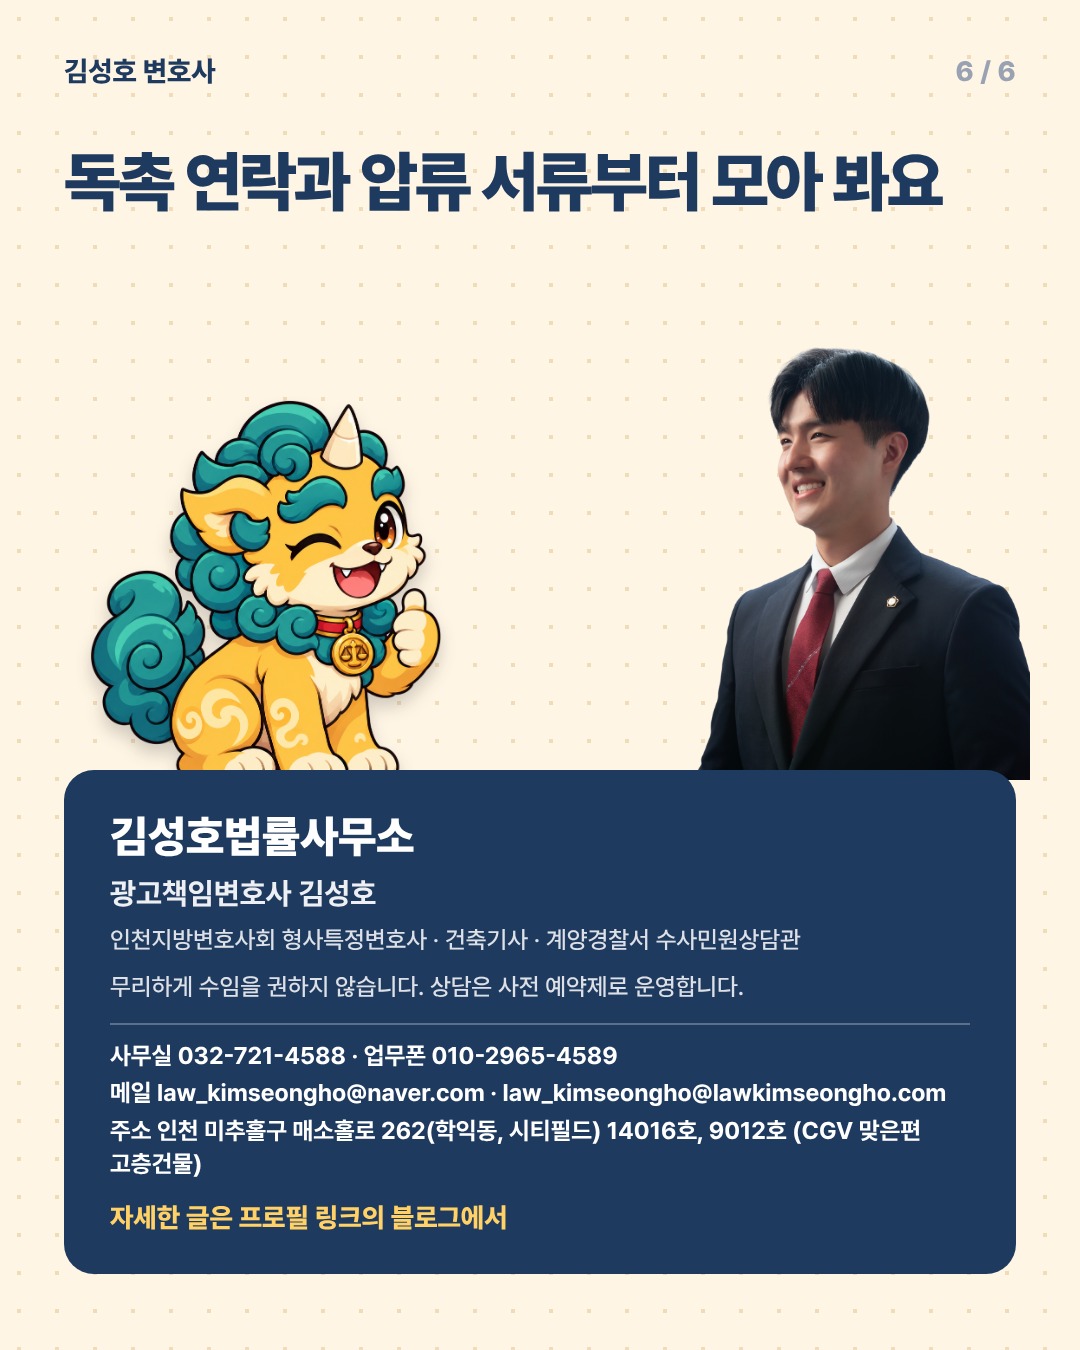 김성호 변호사
6 / 6
독촉 연락과 압류 서류부터 모아 봐요
김성호법률사무소
광고책임변호사 김성호
인천지방변호사회 형사특정변호사 · 건축기사 · 계양경찰서 수사민원상담관
무리하게 수임을 권하지 않습니다. 상담은 사전 예약제로 운영합니다.
사무실 032-721-4588 · 업무폰 010-2965-4589
메일 law_kimseongho@naver.com · law_kimseongho@lawkimseongho.com
주소 인천 미추홀구 매소홀로 262(학익동, 시티필드) 14016호, 9012호 (CGV 맞은편
고층건물)
자세한 글은 프로필 링크의 블로그에서